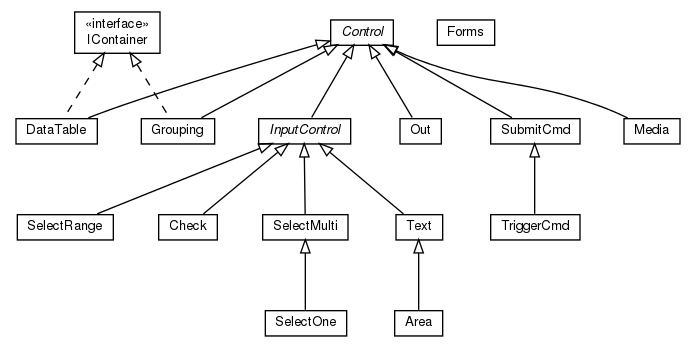 «interface»
IContainer
Control
Forms
DataTable
Grouping
InputControl
Out
SubmitCmd
Media
SelectRange
Check
SelectMulti
Text
TriggerCmd
SelectOne
Area